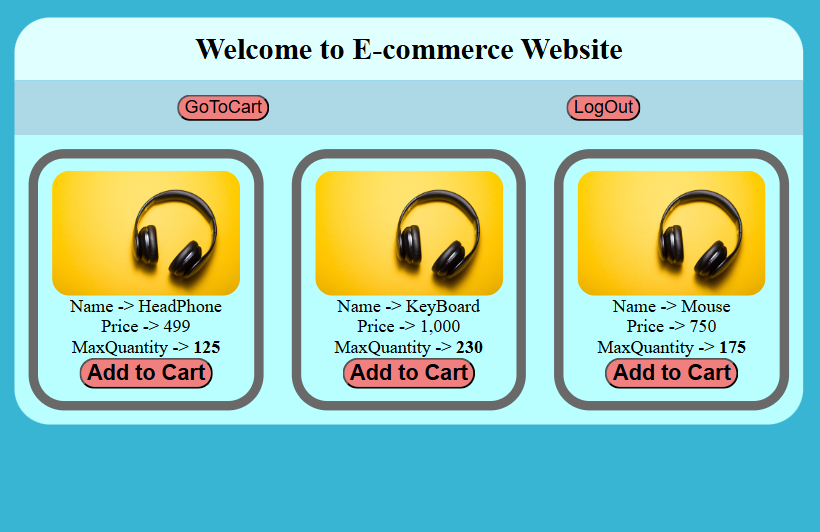 Welcome to E-commerce Website
GoToCart
LogOut
Name -> HeadPhone
Price -> 499
MaxQuantity -> 125
Add to Cart
Name -> KeyBoard
Price -> 1,000
MaxQuantity -> 230
Add to Cart
Name -> Mouse
Price -> 750
MaxQuantity -> 175
Add to Cart